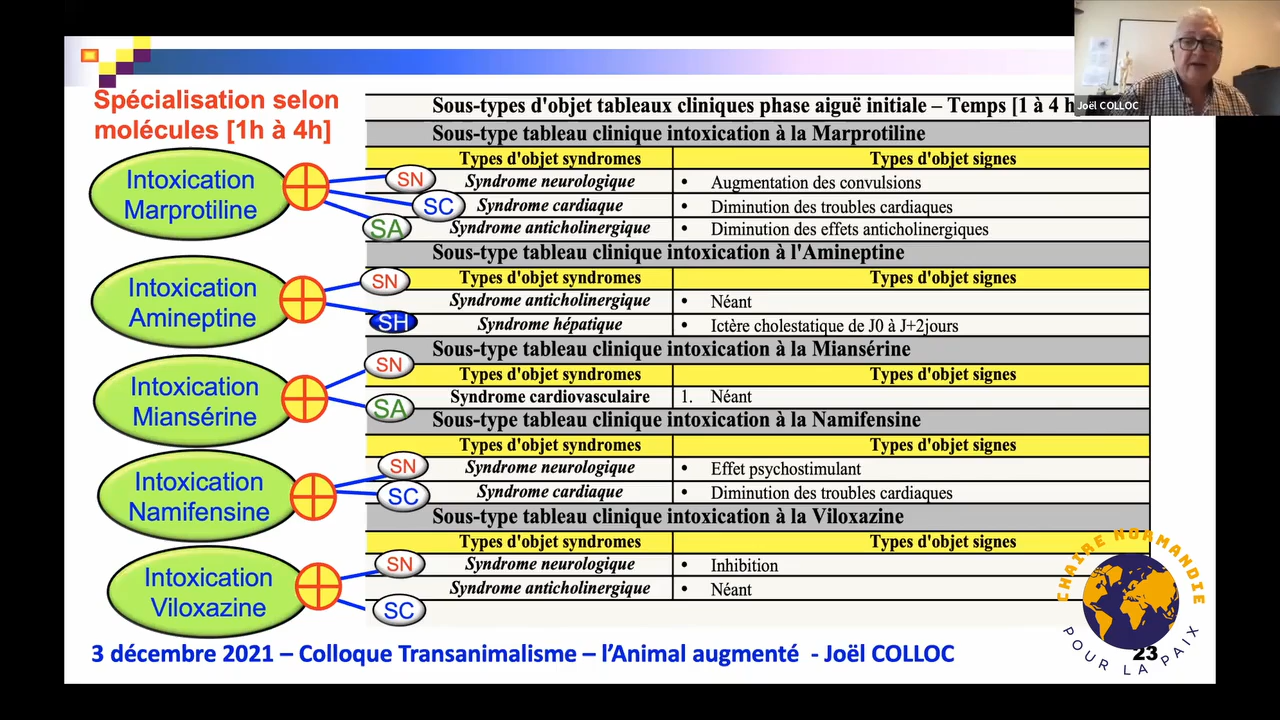 Spécialisation selon
molécules [1h à 4h]
Sous-types d'objet tableaux cliniques phase aiguë initiale – Temps [1 à 4 h
Joël COLLOC
Intoxication
Marprotiline
SN
SC
SA
Sous-type tableau clinique intoxication à la Marprotiline
Types d'objet syndromes Types d'objet signes
Syndrome neurologique • Augmentation des convulsions
Syndrome cardiaque • Diminution des troubles cardiaques
Syndrome anticholinergique • Diminution des effets anticholinergiques
Intoxication
Amineptine
SN
SH
Sous-type tableau clinique intoxication à l'Amineptine
Types d'objet syndromes Types d'objet signes
Syndrome anticholinergique • Néant
Syndrome hépatique • Ictère cholestatique de J0 à J+2jours
Intoxication
Miansérine
SN
SA
Sous-type tableau clinique intoxication à la Miansérine
Types d'objet syndromes Types d'objet signes
Syndrome cardiovasculaire 1. Néant
Intoxication
Namifensine
SN
SC
Sous-type tableau clinique intoxication à la Namifensine
Types d'objet syndromes Types d'objet signes
Syndrome neurologique • Effet psychostimulant
Syndrome cardiaque • Diminution des troubles cardiaques
Intoxication
Viloxazine
SN
SC
Sous-type tableau clinique intoxication à la Viloxazine
Types d'objet syndromes Types d'objet signes
Syndrome neurologique • Inhibition
Syndrome anticholinergique • Néant
CHAIRE NORMANDIE
POUR LA PAIX
3 décembre 2021 – Colloque Transanimalisme – l'Animal augmenté - Joël COLLOC
23